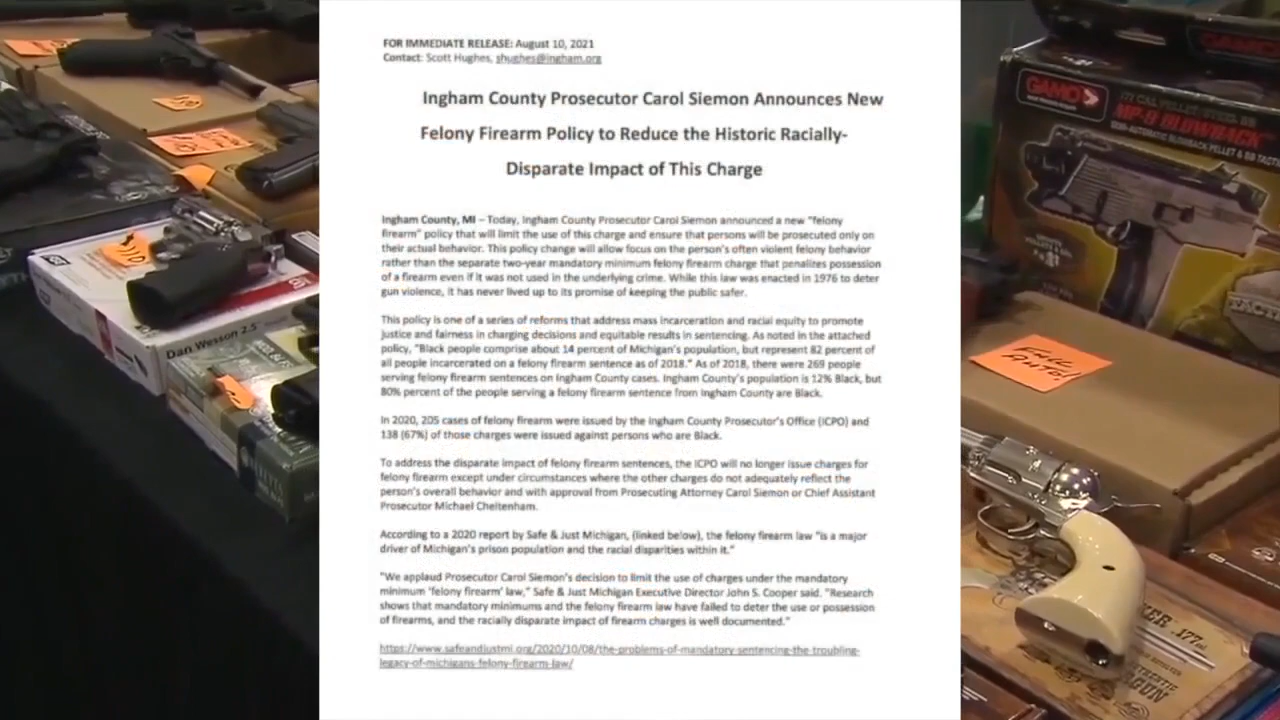 FOR IMMEDIATE RELEASE: August 10, 2021
Contact: Scott Hughes, shughes@ingham.org
Ingham County Prosecutor Carol Siemon Announces New
Felony Firearm Policy to Reduce the Historic Racially-
Disparate Impact of This Charge
Ingham County, MI – Today, Ingham County Prosecutor Carol Siemon announced a new "felony
firearm" policy that will limit the use of this charge and ensure that persons will be prosecuted only on
their actual behavior. This policy change will allow focus on the person's often violent felony behavior
rather than the separate two-year mandatory minimum felony firearm charge that penalizes possession
of a firearm even if it was not used in the underlying crime. While this law was enacted in 1976 to deter
gun violence, it has never lived up to its promise of keeping the public safer.
This policy is one of a series of reforms that address mass incarceration and racial equity to promote
justice and fairness in charging decisions and equitable results in sentencing. As noted in the attached
policy, "Black people comprise about 14 percent of Michigan's population, but represent 82 percent of
all people incarcerated on a felony firearm sentence as of 2018." As of 2018, there were 269 people
serving felony firearm sentences on Ingham County cases. Ingham County's population is 12% Black, but
80% percent of the people serving a felony firearm sentence from Ingham County are Black.
In 2020, 205 cases of felony firearm were issued by the Ingham County Prosecutor's Office (ICPO) and
138 (67%) of those charges were issued against persons who are Black.
To address the disparate impact of felony firearm sentences, the ICPO will no longer issue charges for
felony firearm except under circumstances where the other charges do not adequately reflect the
person's overall behavior and with approval from Prosecuting Attorney Carol Siemon or Chief Assistant
Prosecutor Michael Cheltenham.
According to a 2020 report by Safe & Just Michigan, (linked below), the felony firearm law "is a major
driver of Michigan's prison population and the racial disparities within it."
"We applaud Prosecutor Carol Siemon's decision to limit the use of charges under the mandatory
minimum 'felony firearm' law," Safe & Just Michigan Executive Director John S. Cooper said. "Research
shows that mandatory minimums and the felony firearm law have failed to deter the use or possession
of firearms, and the racially disparate impact of firearm charges is well documented."
https://www.safeandjustmi.org/2020/10/08/the-problems-of-mandatory-sentencing-the-troubling-
legacy-of-michigans-felony-firearm-law/
110
Dan Wesson 2.5"
GAMO
.177 CAL PELLET
MP-9 BLOWBACK
SEMI-AUTOMATIC BLOWBACK PELLET & BB
FULL
AUTO!
.177